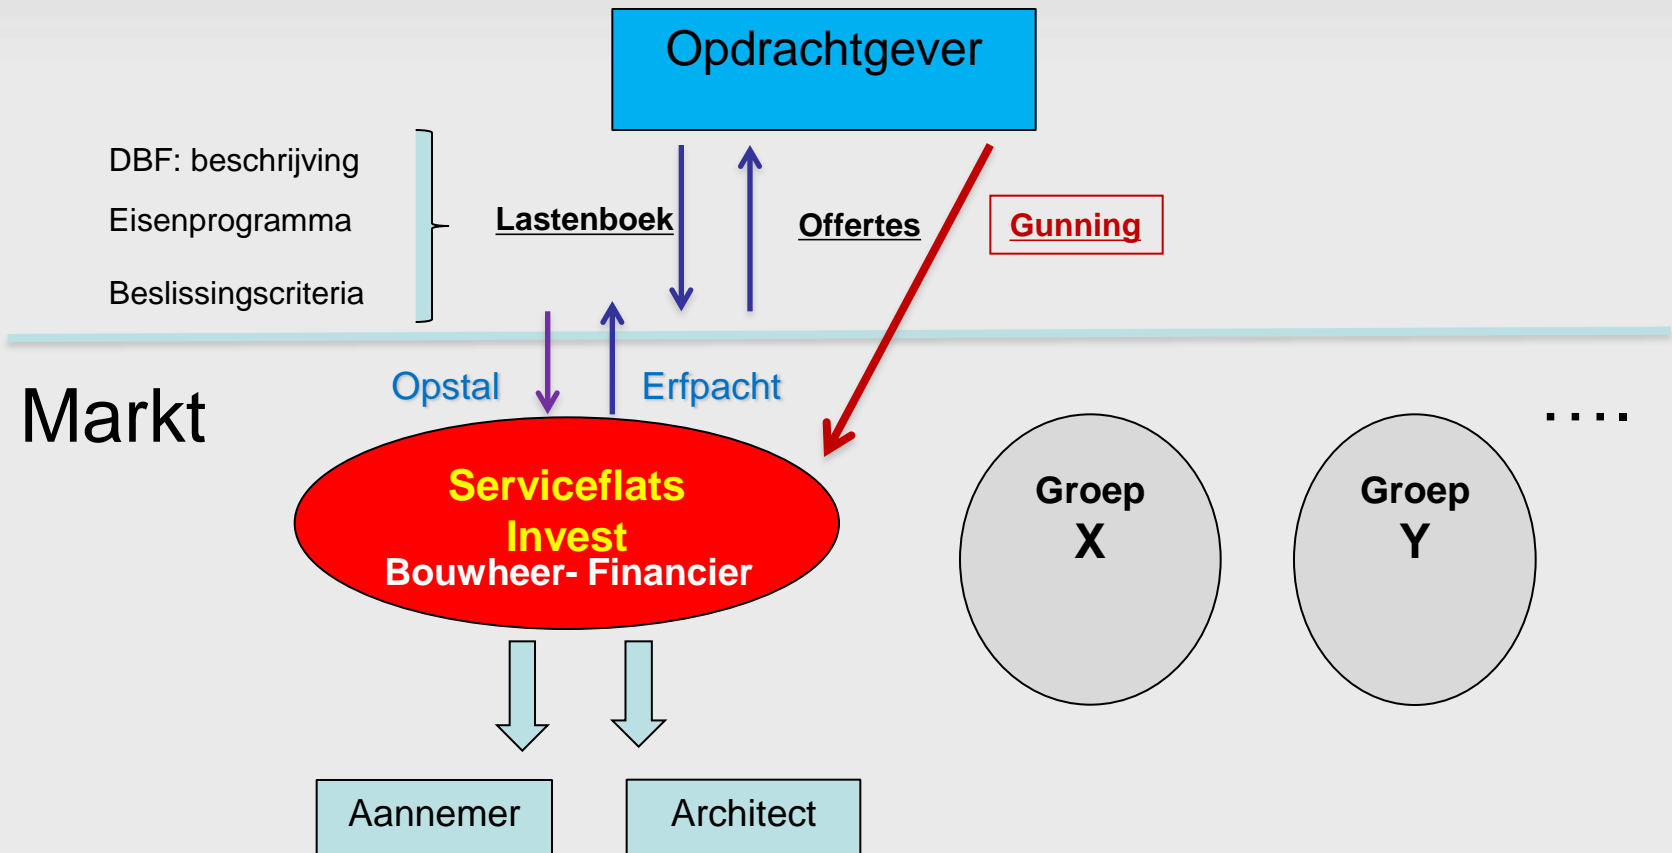 Opdrachtgever
DBF: beschrijving
Eisenprogramma
Beslissingscriteria
Lastenboek
Offertes
Gunning
Markt
Opstal
Erfpacht
....
Serviceflats
Invest
Bouwheer- Financier
Groep
X
Groep
Y
Aannemer
Architect